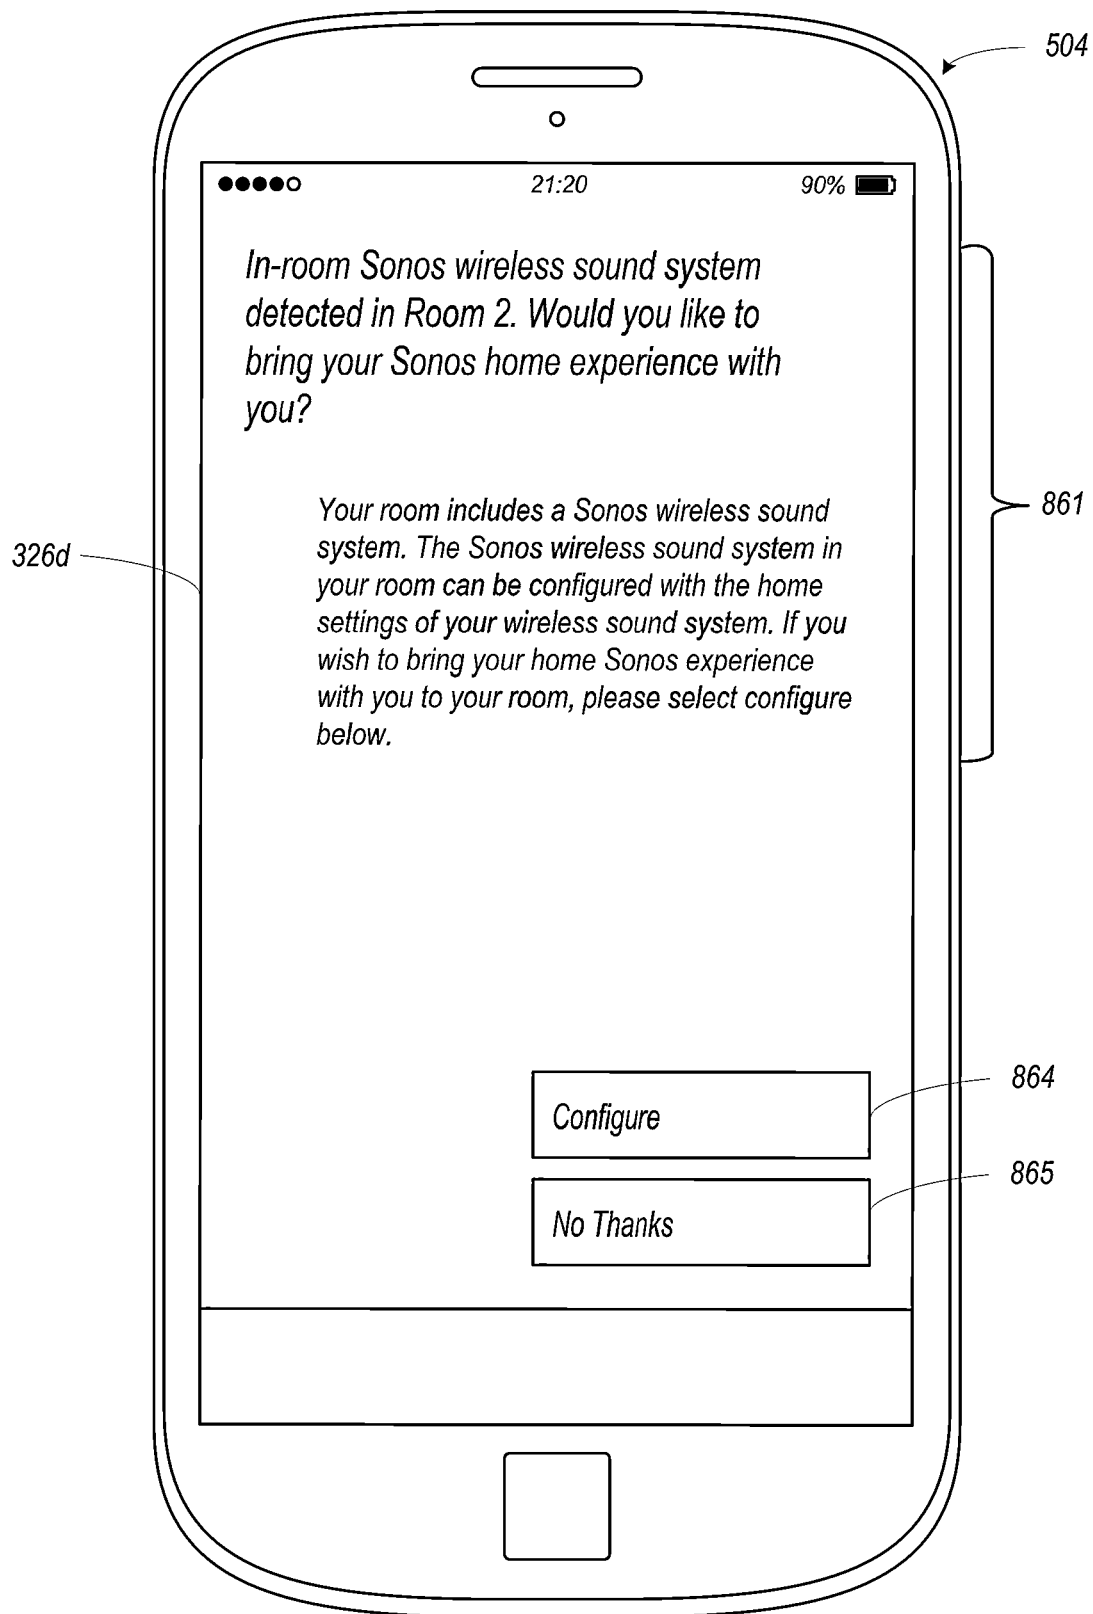 504
21:20 90%
In-room Sonos wireless sound system
detected in Room 2. Would you like to
bring your Sonos home experience with
you?
861
326d
Your room includes a Sonos wireless sound
system. The Sonos wireless sound system in
your room can be configured with the home
settings of your wireless sound system. If you
wish to bring your home Sonos experience
with you to your room, please select configure
below.
864
Configure
865
No Thanks